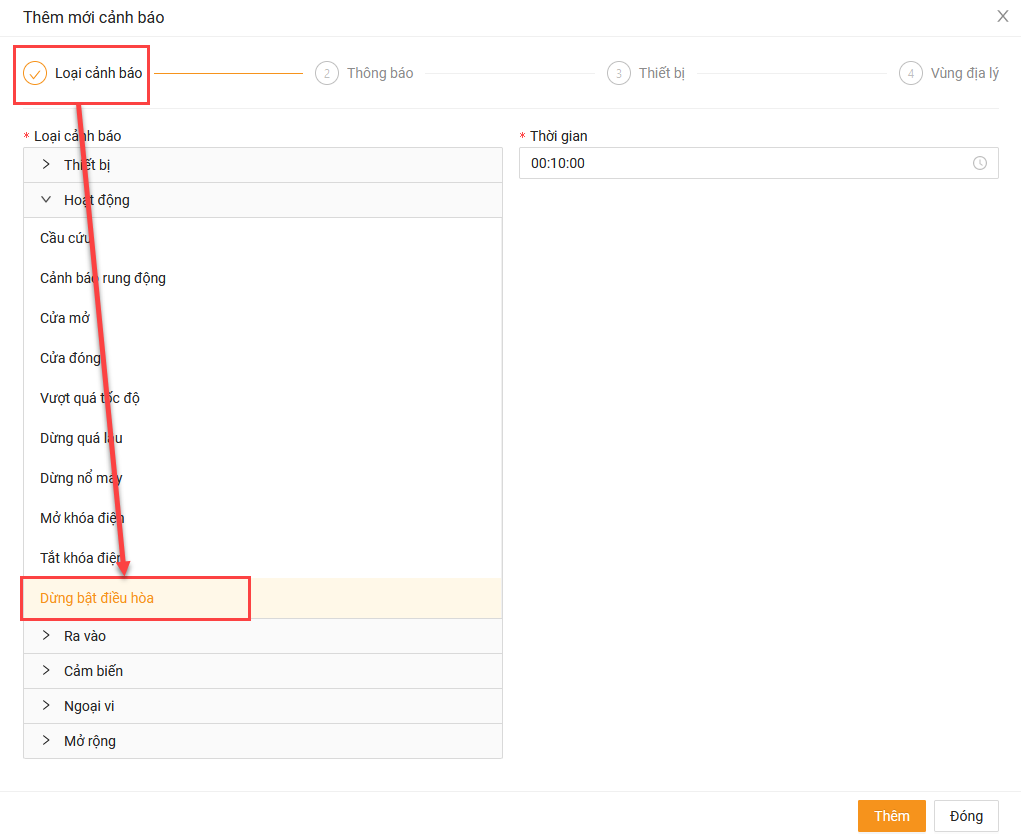 Thêm mới cảnh báo
Loại cảnh báo
2 Thông báo
3 Thiết bị
4 Vùng địa lý
* Loại cảnh báo
* Thời gian
Thiết bị
00:10:00
Hoạt động
Cầu cứu
Cảnh báo rung động
Cửa mở
Cửa đóng
Vượt quá tốc độ
Dừng quá lâu
Dừng nổ máy
Mở khóa điện
Tắt khóa điện
Dừng bật điều hòa
Ra vào
Cảm biến
Ngoại vi
Mở rộng
Thêm
Đóng